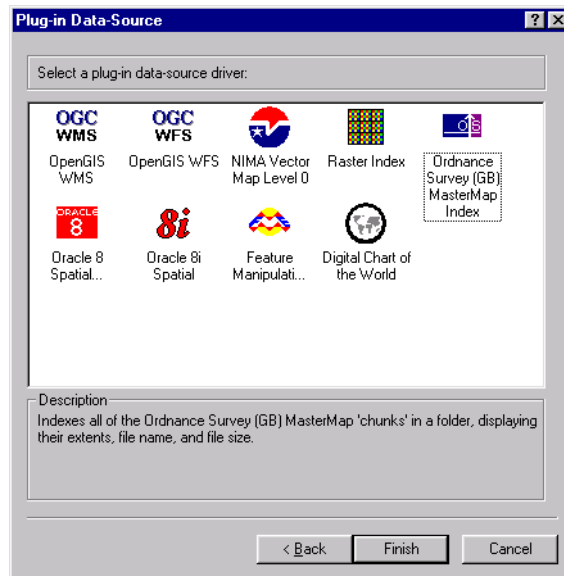 Plug-in Data-Source
Select a plug-in data-source driver:
OGC
WMS
OpenGIS
WMS
OGC
WFS
OpenGIS WFS
NIMA Vector
Map Level 0
Raster Index
OS
Ordnance
Survey (GB)
MasterMap
Index
ORACLE
8
Oracle 8
Spatial...
8i
Oracle 8i
Spatial
Feature
Manipulati...
Digital Chart of
the World
Description
Indexes all of the Ordnance Survey (GB) MasterMap 'chunks' in a folder, displaying
their extents, file name, and file size.
< Back
Finish
Cancel